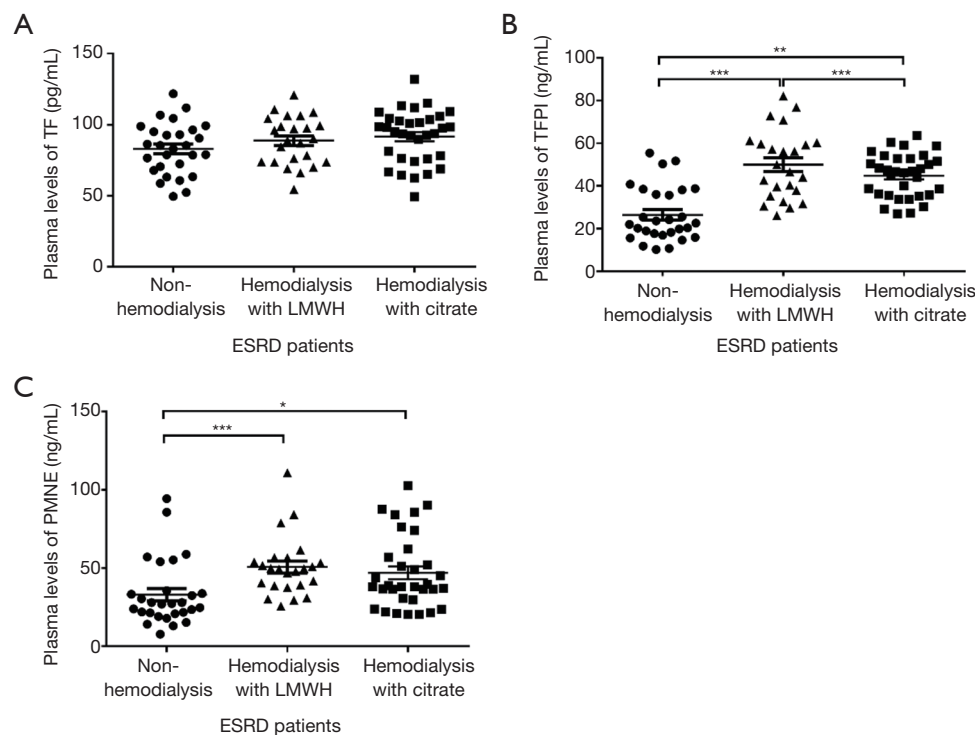 A
Plasma levels of TF (pg/mL)
150
100
50
0
Non-
hemodialysis
Hemodialysis
with LMWH
Hemodialysis
with citrate
ESRD patients
B
Plasma levels of TFPI (ng/mL)
100
80
60
40
20
0
**
***
***
Non-
hemodialysis
Hemodialysis
with LMWH
Hemodialysis
with citrate
ESRD patients
C
Plasma levels of PMNE (ng/mL)
150
100
50
0
*
***
Non-
hemodialysis
Hemodialysis
with LMWH
Hemodialysis
with citrate
ESRD patients